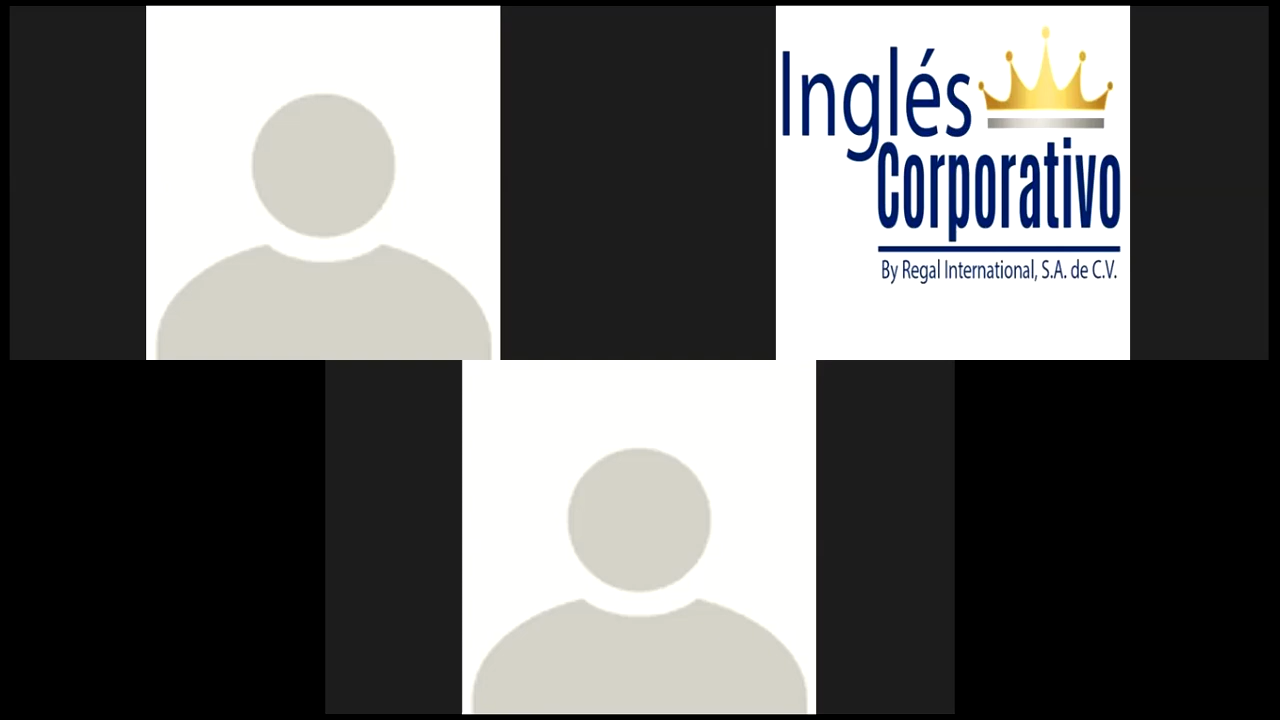 Inglés
Corporativo
By Regal International, S.A. de C.V.